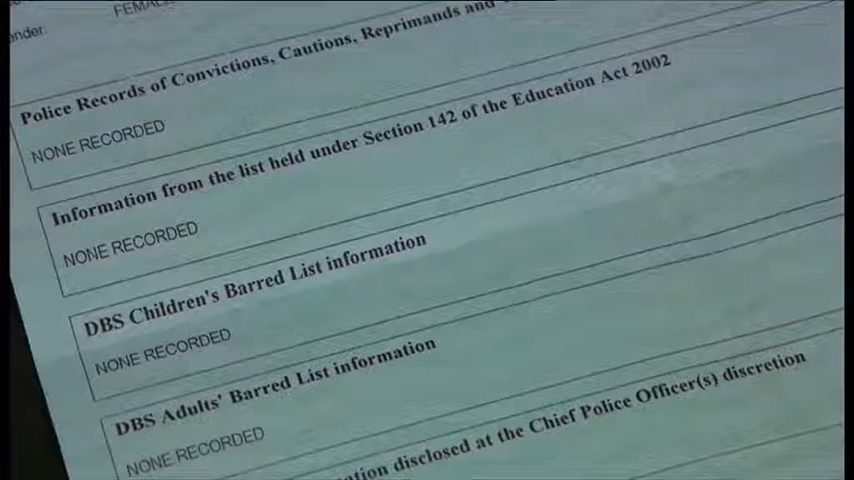 FEMALE
Police Records of Convictions, Cautions, Reprimands and
NONE RECORDED
Information from the list held under Section 142 of the Education Act 2002
NONE RECORDED
DBS Children's Barred List information
NONE RECORDED
DBS Adults' Barred List information
NONE RECORDED
disclosed at the Chief Police Officer(s) discretion